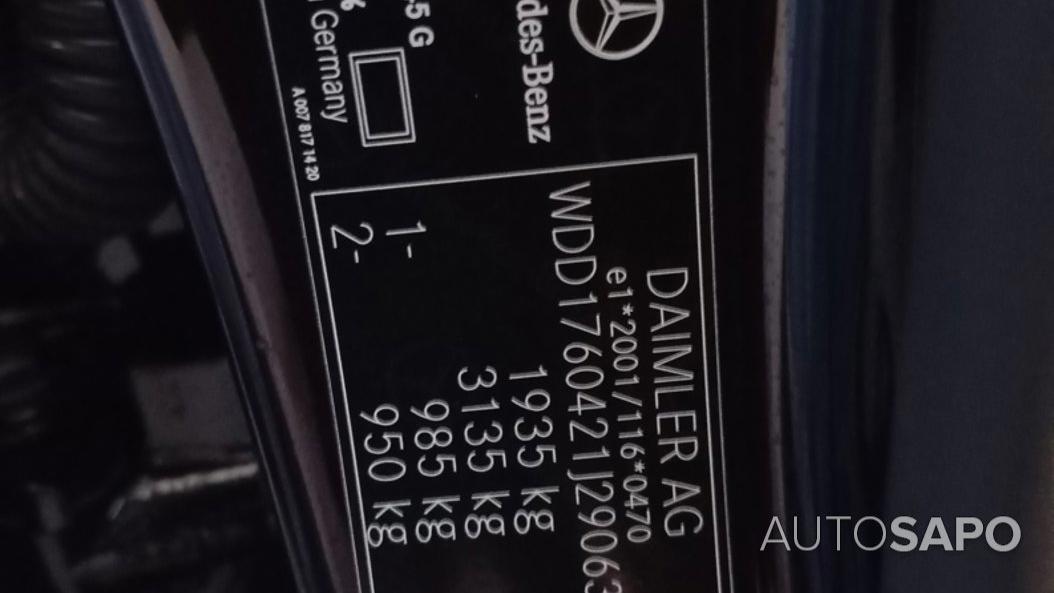 des-Benz
5 G
%
Germany
A 007 817 14 20
DAIMLER AG
e1*2001/116*0470
WDD1760421J29063
1935 kg
3135 kg
1- 985 kg
2- 950 kg
AUTOSAPO